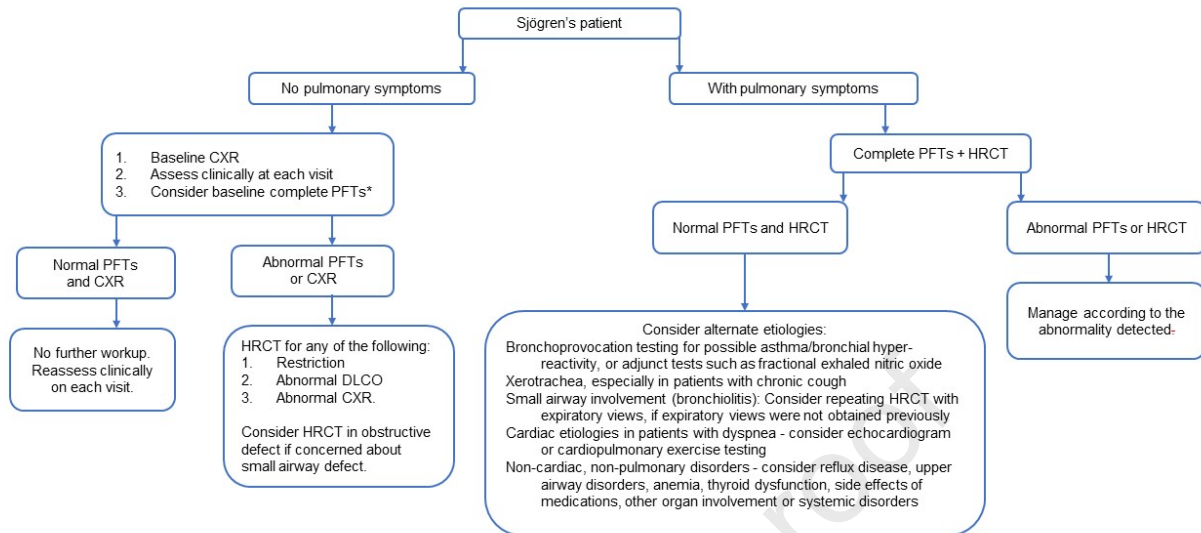 Sjögren's patient
No pulmonary symptoms
With pulmonary symptoms
1. Baseline CXR
2. Assess clinically at each visit
3. Consider baseline complete PFTs*
Complete PFTs + HRCT
Normal PFTs
and CXR
Abnormal PFTs
or CXR
Normal PFTs and HRCT
Abnormal PFTs or HRCT
No further workup.
Reassess clinically
on each visit.
HRCT for any of the following:
1. Restriction
2. Abnormal DLCO
3. Abnormal CXR.
Consider HRCT in obstructive
defect if concerned about
small airway defect.
Consider alternate etiologies:
Bronchoprovocation testing for possible asthma/bronchial hyper-
reactivity, or adjunct tests such as fractional exhaled nitric oxide
Xerotrachea, especially in patients with chronic cough
Small airway involvement (bronchiolitis): Consider repeating HRCT with
expiratory views, if expiratory views were not obtained previously
Cardiac etiologies in patients with dyspnea - consider echocardiogram
or cardiopulmonary exercise testing
Non-cardiac, non-pulmonary disorders - consider reflux disease, upper
airway disorders, anemia, thyroid dysfunction, side effects of
medications, other organ involvement or systemic disorders
Manage according to the
abnormality detected.